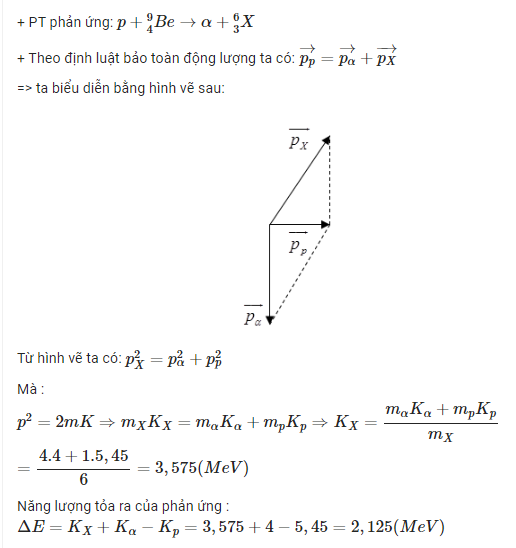 + PT phản ứng: $p + {}^{9}_{4}Be \rightarrow \alpha + {}^{6}_{3}X$
+ Theo định luật bảo toàn động lượng ta có: $\overrightarrow{p_p} = \overrightarrow{p_\alpha} + \overrightarrow{p_X}$
=> ta biểu diễn bằng hình vẽ sau:
$\overrightarrow{p_X}$
$\overrightarrow{p_p}$
$\overrightarrow{p_\alpha}$
Từ hình vẽ ta có: $p_X^2 = p_\alpha^2 + p_p^2$
Mà :
$p^2 = 2mK \Rightarrow m_X K_X = m_\alpha K_\alpha + m_p K_p \Rightarrow K_X = \frac{m_\alpha K_\alpha + m_p K_p}{m_X}$
$= \frac{4.4 + 1.5,45}{6} = 3,575(MeV)$
Năng lượng tỏa ra của phản ứng :
$\Delta E = K_X + K_\alpha - K_p = 3,575 + 4 - 5,45 = 2,125(MeV)$